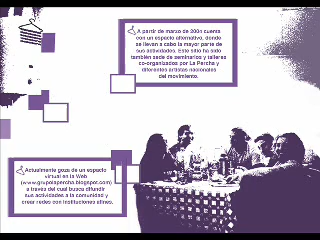 A partir de marzo de 2004 cuenta
con un espacio alternativo, donde
se llevan a cabo la mayor parte de
sus actividades. Este sitio ha sido
también sede de seminarios y talleres
co-organizados por La Percha y
diferentes artistas nacionales
del movimiento.
Actualmente goza de un espacio
virtual en la Web
(www.grupolapercha.blogspot.com)
a través del cual busca difundir
sus actividades a la comunidad y
crear redes con instituciones afines.